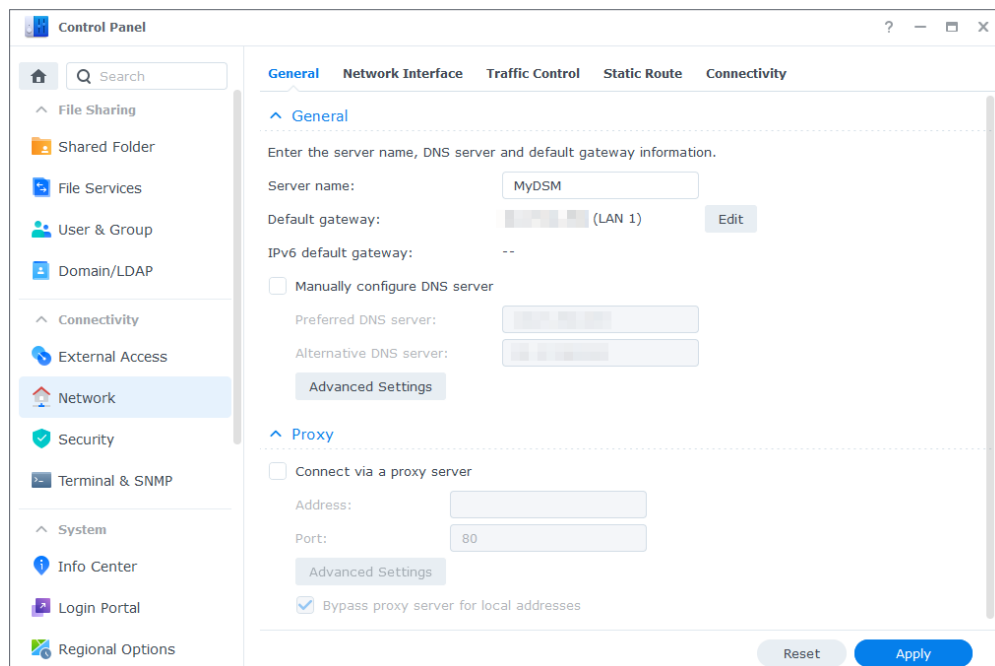 Control Panel
Search
File Sharing
Shared Folder
File Services
User & Group
Domain/LDAP
Connectivity
External Access
Network
Security
Terminal & SNMP
System
Info Center
Login Portal
Regional Options
General Network Interface Traffic Control Static Route Connectivity
General
Enter the server name, DNS server and default gateway information.
Server name: MyDSM
Default gateway: (LAN 1) Edit
IPv6 default gateway: --
Manually configure DNS server
Preferred DNS server:
Alternative DNS server:
Advanced Settings
Proxy
Connect via a proxy server
Address:
Port: 80
Advanced Settings
Bypass proxy server for local addresses
Reset Apply